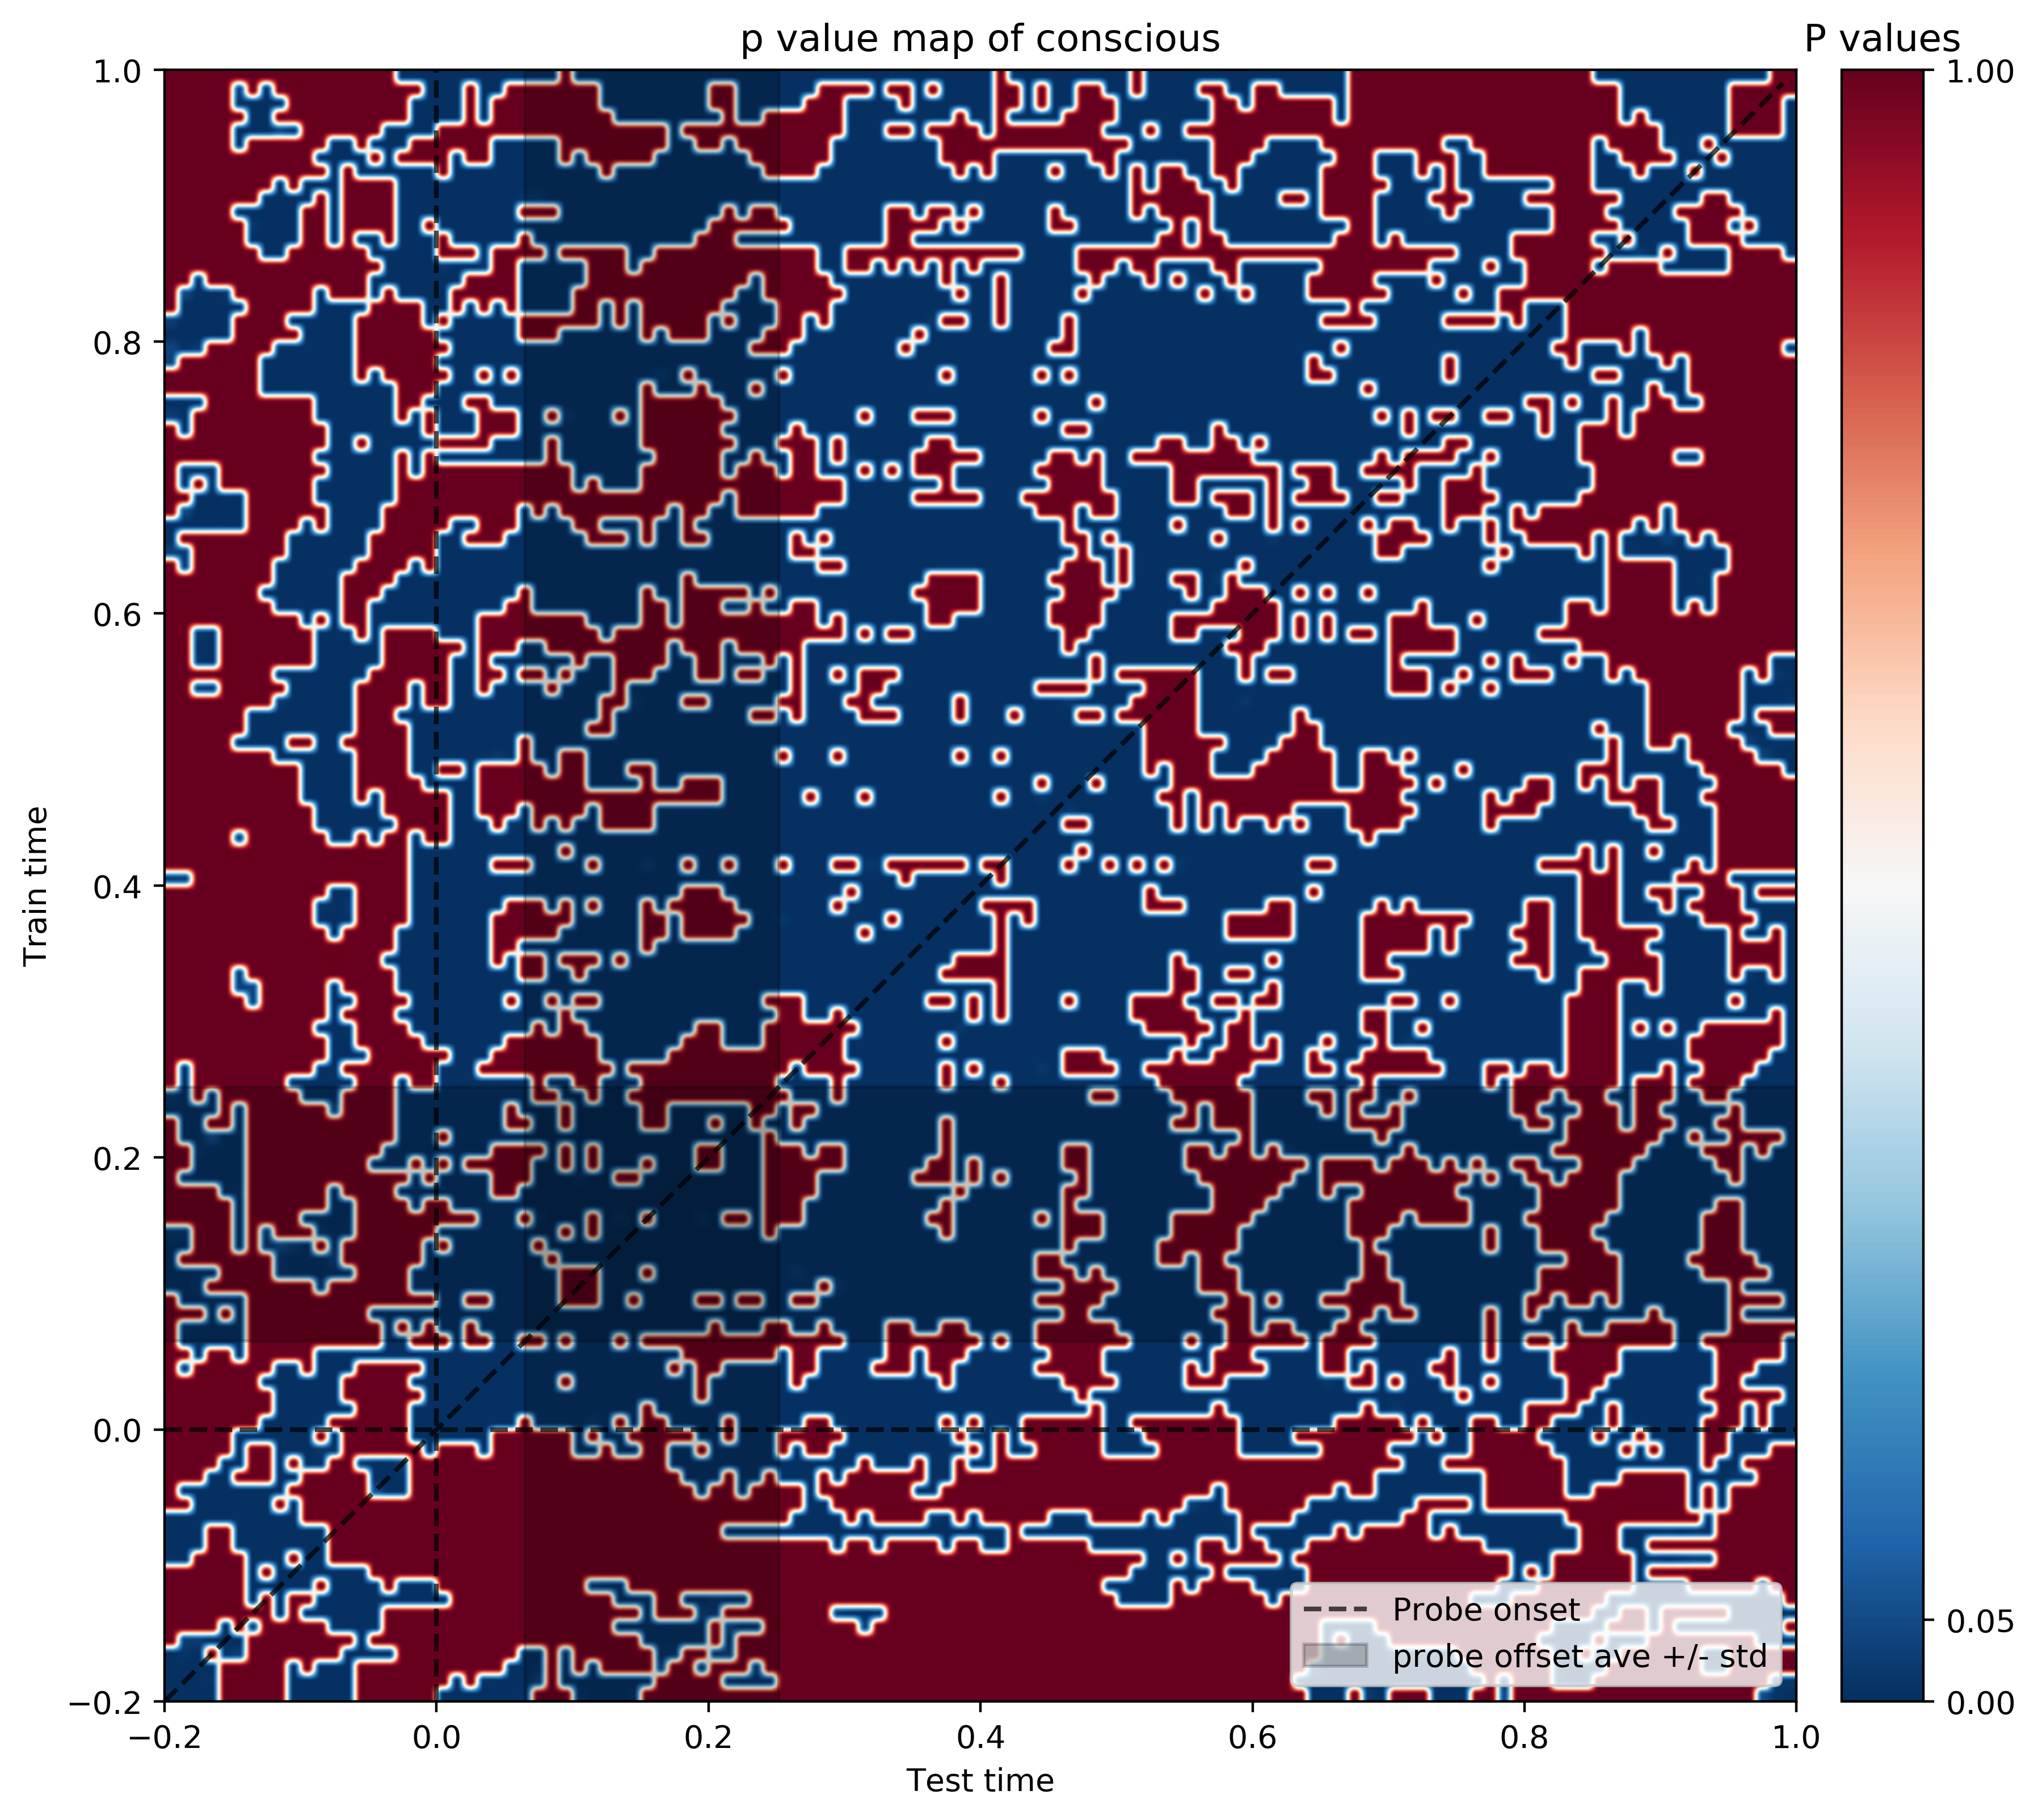 p value map of conscious
P values
1.00
0.05
0.00
Train time
1.0
0.8
0.6
0.4
0.2
0.0
−0.2
−0.2
0.0
0.2
0.4
0.6
0.8
1.0
Test time
Probe onset
probe offset ave +/- std